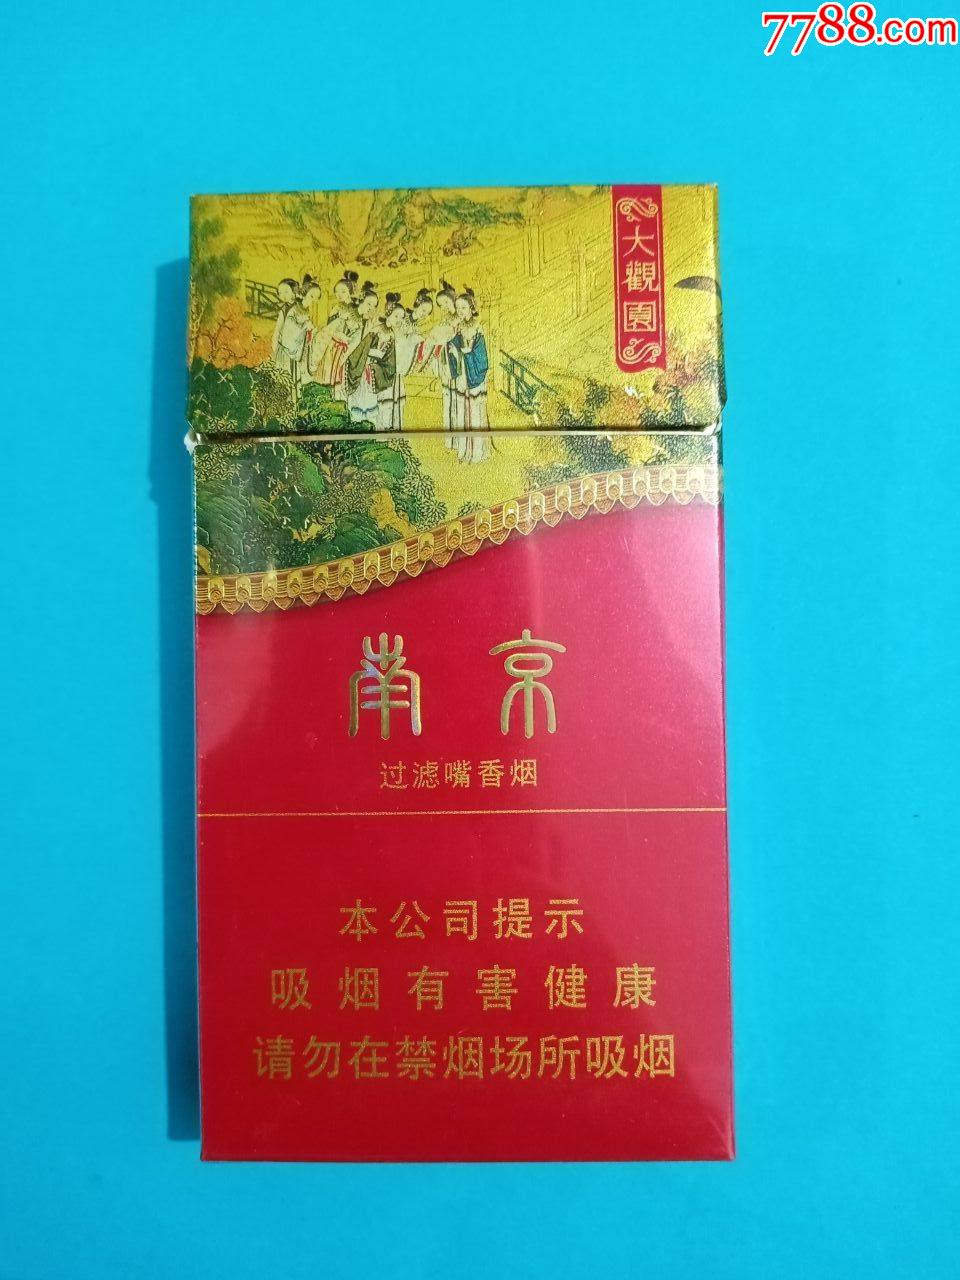 7788.com
大觀園
南京
过滤嘴香烟
本公司提示
吸烟有害健康
请勿在禁烟场所吸烟